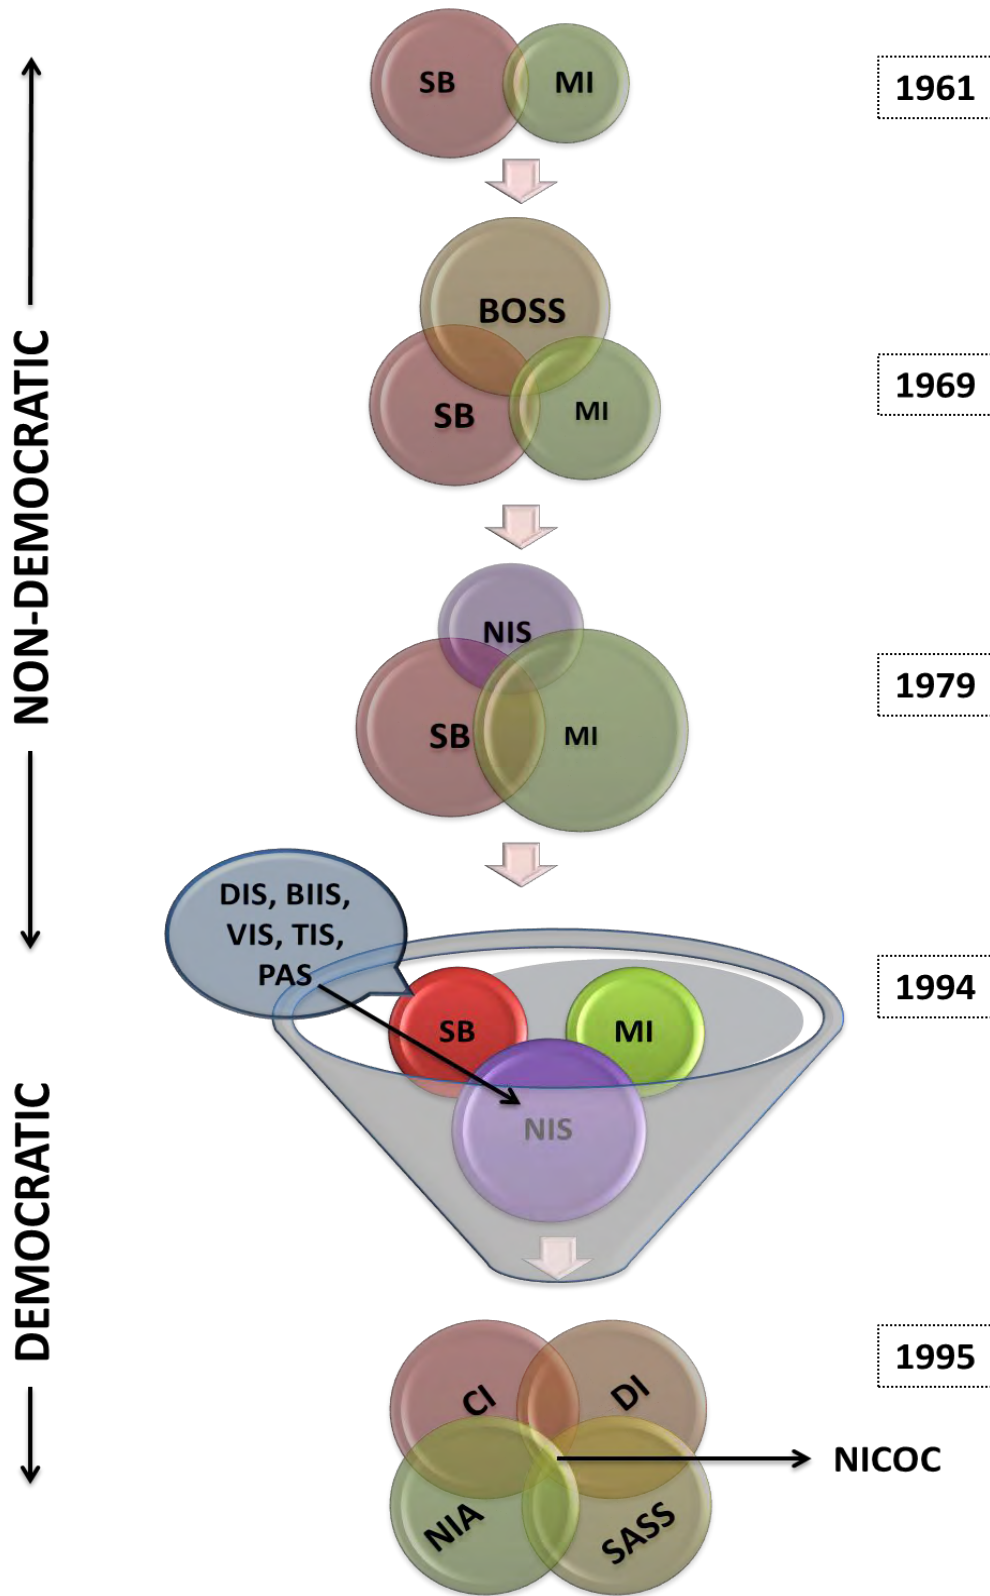 SB
MI
1961
BOSS
SB
MI
1969
NON-DEMOCRATIC
NIS
SB
MI
1979
DIS, BIIS,
VIS, TIS,
PAS
SB
MI
NIS
1994
DEMOCRATIC
CI
DI
1995
NICOC
NIA
SASS